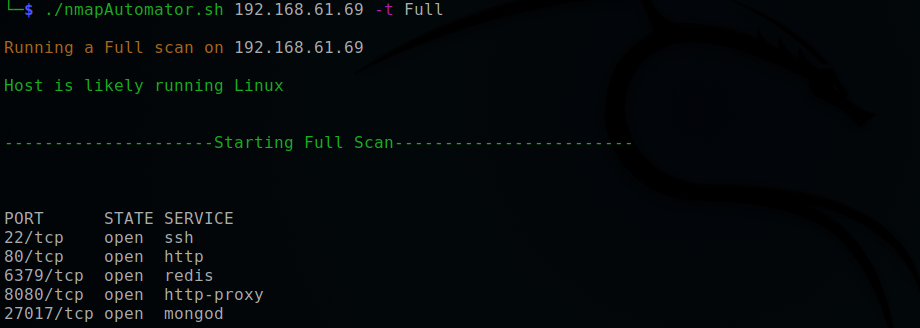 └─$ ./nmapAutomator.sh 192.168.61.69 -t Full
Running a Full scan on 192.168.61.69
Host is likely running Linux
---------------------Starting Full Scan------------------------
PORT      STATE SERVICE
22/tcp    open  ssh
80/tcp    open  http
6379/tcp  open  redis
8080/tcp  open  http-proxy
27017/tcp open  mongod